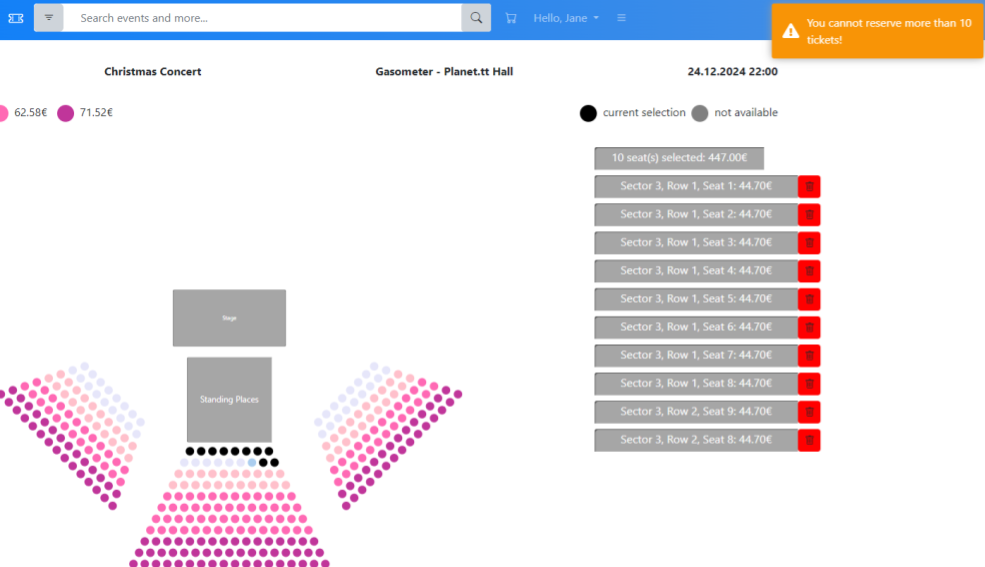 Search events and more...
Hello, Jane
You cannot reserve more than 10
tickets!
Christmas Concert
Gasometer - Planet.tt Hall
24.12.2024 22:00
62.58€
71.52€
current selection
not available
10 seat(s) selected: 447.00€
Sector 3, Row 1, Seat 1: 44.70€
Sector 3, Row 1, Seat 2: 44.70€
Sector 3, Row 1, Seat 3: 44.70€
Sector 3, Row 1, Seat 4: 44.70€
Sector 3, Row 1, Seat 5: 44.70€
Sector 3, Row 1, Seat 6: 44.70€
Sector 3, Row 1, Seat 7: 44.70€
Sector 3, Row 1, Seat 8: 44.70€
Sector 3, Row 2, Seat 9: 44.70€
Sector 3, Row 2, Seat 8: 44.70€
Stage
Standing Places